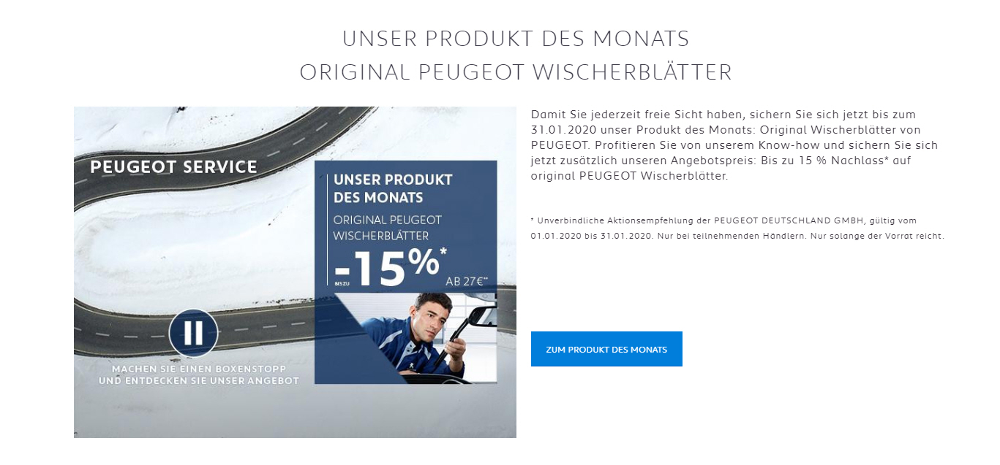 UNSER PRODUKT DES MONATS
ORIGINAL PEUGEOT WISCHERBLÄTTER
PEUGEOT SERVICE
UNSER PRODUKT
DES MONATS
ORIGINAL PEUGEOT
WISCHERBLÄTTER
BIS ZU -15%*
AB 27€**
MACHEN SIE EINEN BOXENSTOPP
UND ENTDECKEN SIE UNSER ANGEBOT
Damit Sie jederzeit freie Sicht haben, sichern Sie sich jetzt bis zum
31.01.2020 unser Produkt des Monats: Original Wischerblätter von
PEUGEOT. Profitieren Sie von unserem Know-how und sichern Sie sich
jetzt zusätzlich unseren Angebotspreis: Bis zu 15 % Nachlass* auf
original PEUGEOT Wischerblätter.
* Unverbindliche Aktionsempfehlung der PEUGEOT DEUTSCHLAND GMBH, gültig vom
01.01.2020 bis 31.01.2020. Nur bei teilnehmenden Händlern. Nur solange der Vorrat reicht.
ZUM PRODUKT DES MONATS